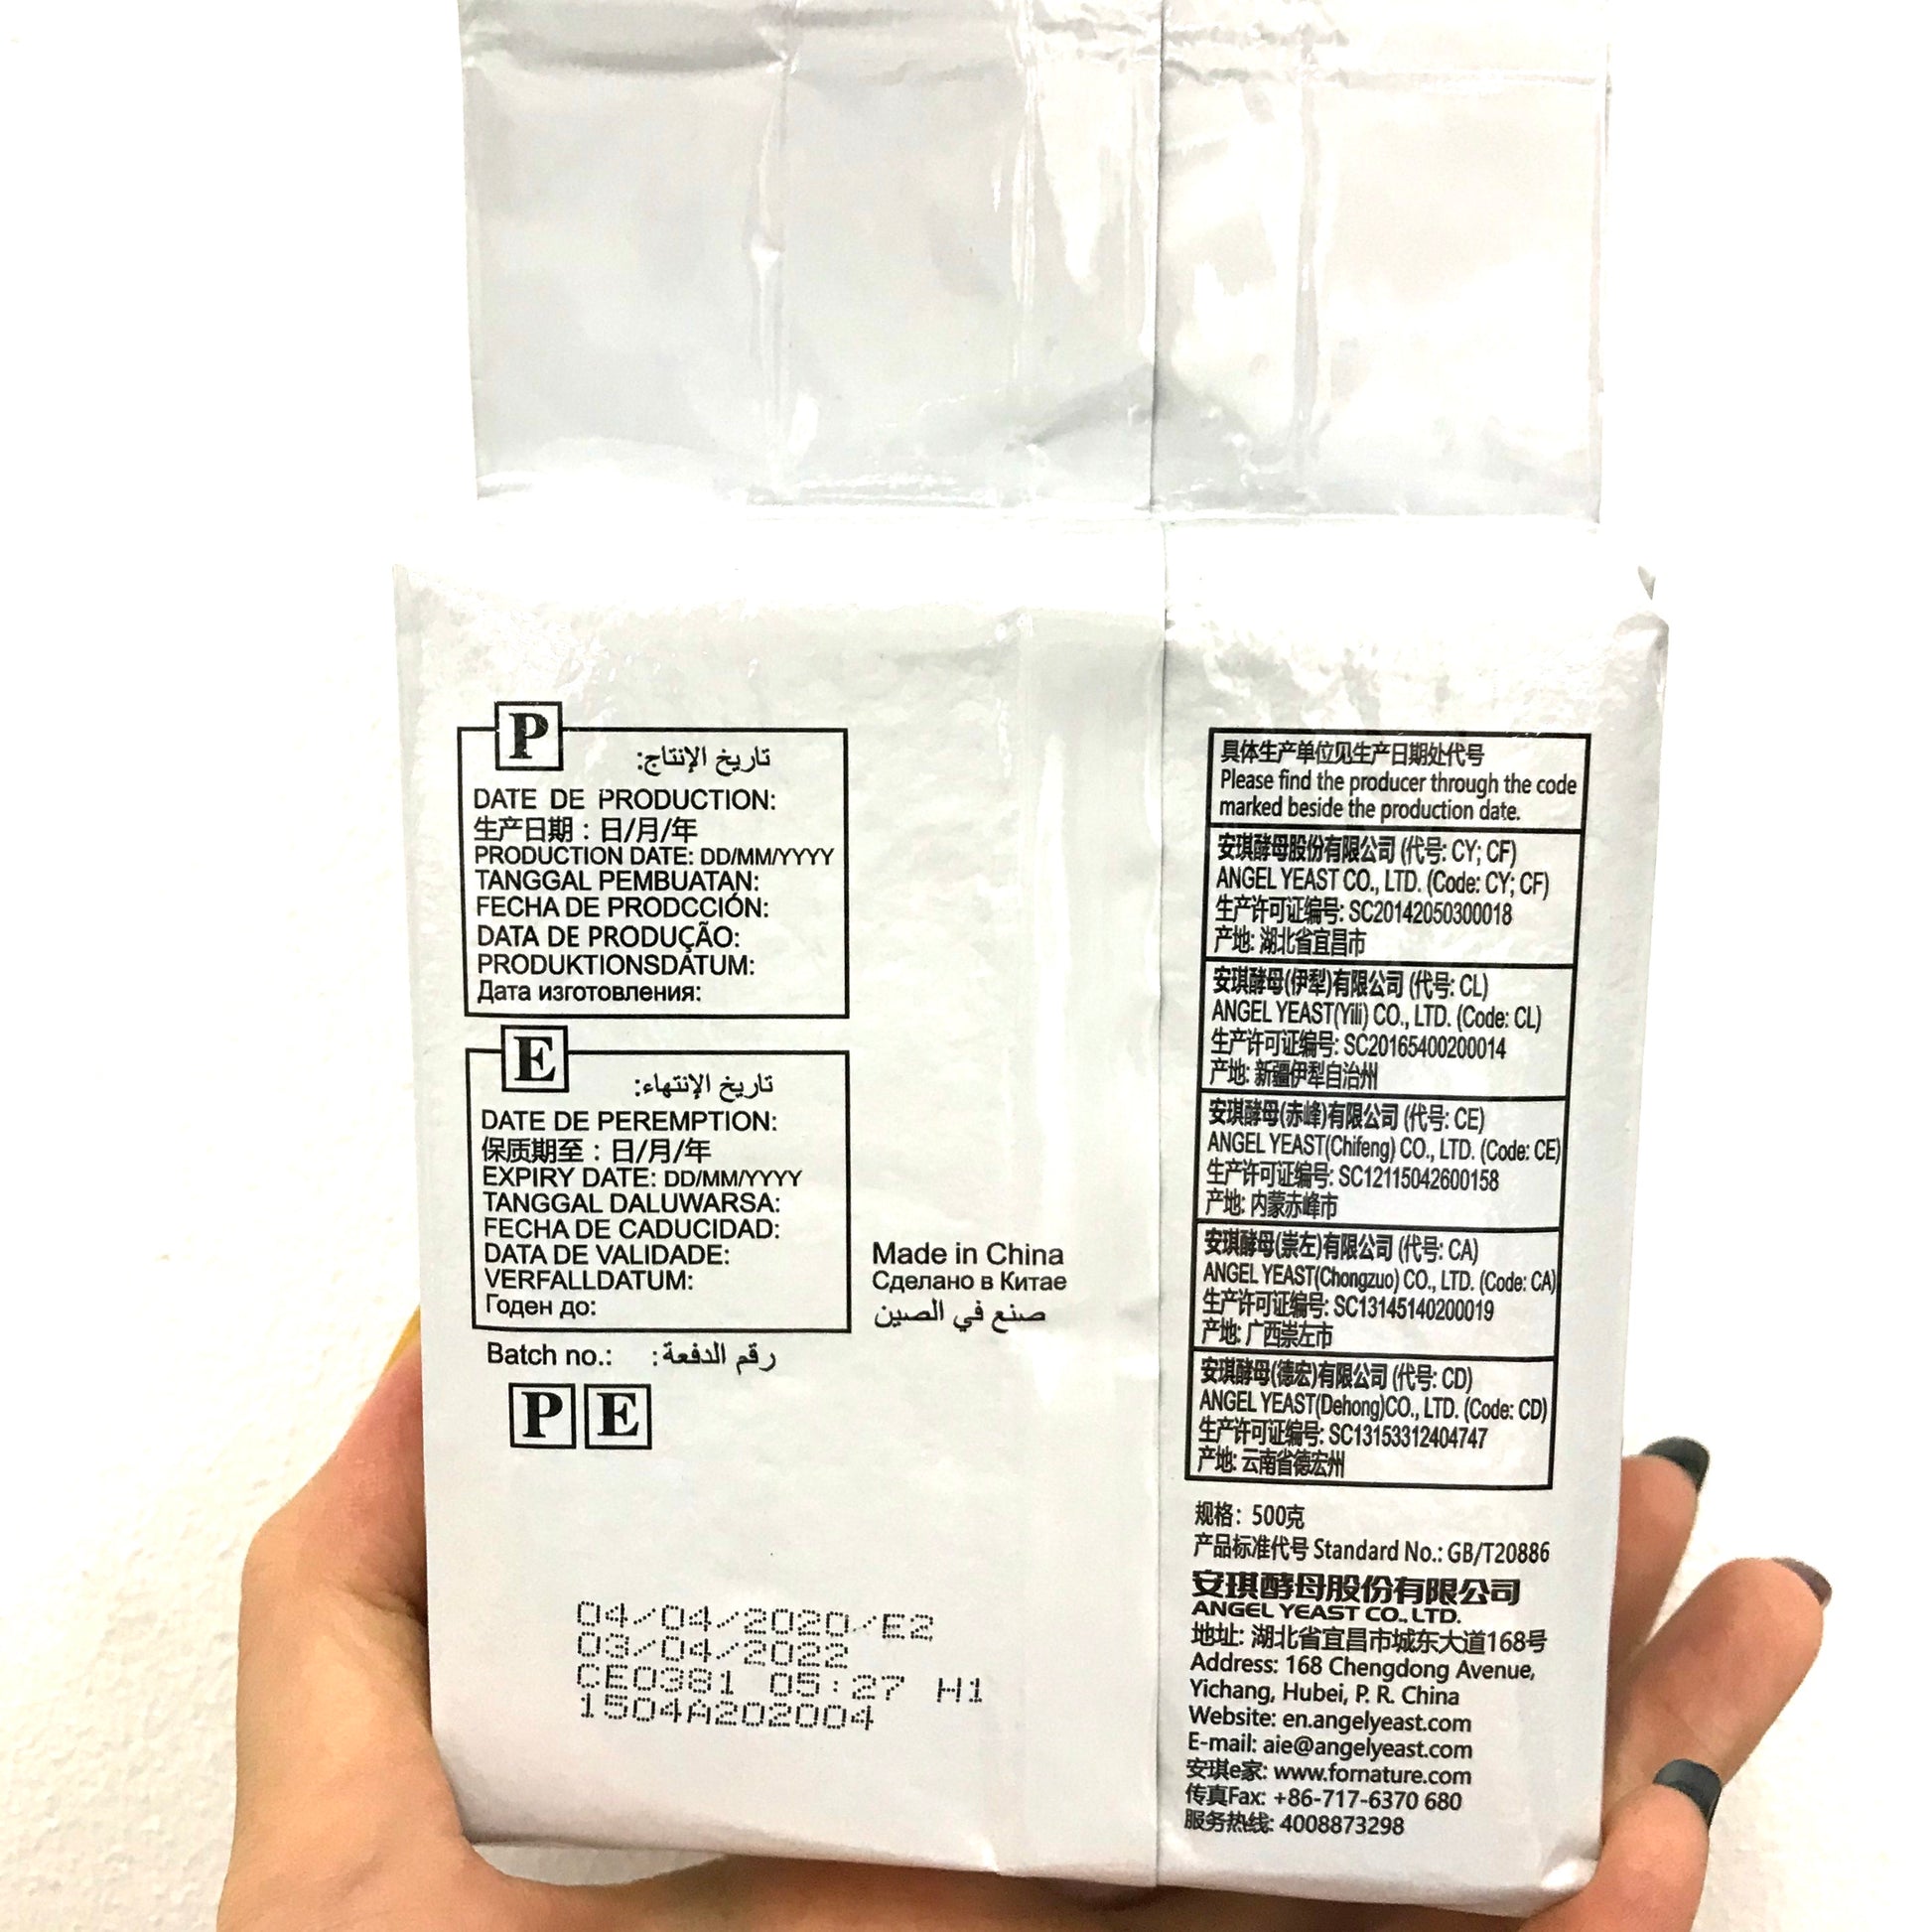 P
تاريخ الإنتاج:
DATE DE PRODUCTION:
生产日期：日/月/年
PRODUCTION DATE: DD/MM/YYYY
TANGGAL PEMBUATAN:
FECHA DE PRODCCIÓN:
DATA DE PRODUÇÃO:
PRODUKTIONSDATUM:
Дата изготовления:
E
تاريخ الإنتهاء:
DATE DE PEREMPTION:
保质期至：日/月/年
EXPIRY DATE: DD/MM/YYYY
TANGGAL DALUWARSA:
FECHA DE CADUCIDAD:
DATA DE VALIDADE:
VERFALLDATUM:
Годен до:
Batch no.: رقم الدفعة:
P E
04/04/2020/E2
03/04/2022
CE0381 05:27 H1
1504A202004
Made in China
Сделано в Китае
صنع في الصين
具体生产单位见生产日期处代号
Please find the producer through the code
marked beside the production date.
安琪酵母股份有限公司 (代号: CY; CF)
ANGEL YEAST CO., LTD. (Code: CY; CF)
生产许可证编号: SC20142050300018
产地: 湖北省宜昌市
安琪酵母(伊犁)有限公司 (代号: CL)
ANGEL YEAST(Yili) CO., LTD. (Code: CL)
生产许可证编号: SC20165400200014
产地: 新疆伊犁自治州
安琪酵母(赤峰)有限公司 (代号: CE)
ANGEL YEAST(Chifeng) CO., LTD. (Code: CE)
生产许可证编号: SC12115042600158
产地: 内蒙赤峰市
安琪酵母(崇左)有限公司 (代号: CA)
ANGEL YEAST(Chongzuo) CO., LTD. (Code: CA)
生产许可证编号: SC13145140200019
产地: 广西崇左市
安琪酵母(德宏)有限公司 (代号: CD)
ANGEL YEAST(Dehong)CO., LTD. (Code: CD)
生产许可证编号: SC13153312404747
产地: 云南省德宏州
规格：500克
产品标准代号 Standard No.: GB/T20886
安琪酵母股份有限公司
ANGEL YEAST CO., LTD.
地址: 湖北省宜昌市城东大道168号
Address: 168 Chengdong Avenue,
Yichang, Hubei, P. R. China
Website: en.angelyeast.com
E-mail: aie@angelyeast.com
安琪e家: www.fornature.com
传真Fax: +86-717-6370 680
服务热线: 4008873298